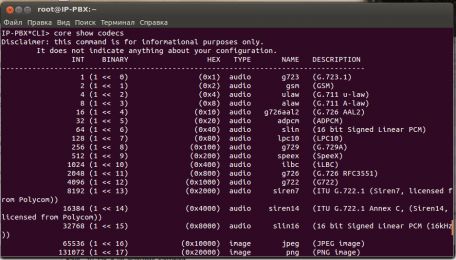 root@IP-PBX: ~
Файл Правка Вид Поиск Терминал Справка
IP-PBX*CLI> core show codecs
Disclaimer: this command is for informational purposes only.
It does not indicate anything about your configuration.
INT BINARY HEX TYPE NAME DESCRIPTION
--------------------------------------------------------------------------------
1 (1 << 0) (0x1) audio g723 (G.723.1)
2 (1 << 1) (0x2) audio gsm (GSM)
4 (1 << 2) (0x4) audio ulaw (G.711 u-law)
8 (1 << 3) (0x8) audio alaw (G.711 A-law)
16 (1 << 4) (0x10) audio g726aal2 (G.726 AAL2)
32 (1 << 5) (0x20) audio adpcm (ADPCM)
64 (1 << 6) (0x40) audio slin (16 bit Signed Linear PCM)
128 (1 << 7) (0x80) audio lpc10 (LPC10)
256 (1 << 8) (0x100) audio g729 (G.729A)
512 (1 << 9) (0x200) audio speex (SpeeX)
1024 (1 << 10) (0x400) audio ilbc (iLBC)
2048 (1 << 11) (0x800) audio g726 (G.726 RFC3551)
4096 (1 << 12) (0x1000) audio g722 (G722)
8192 (1 << 13) (0x2000) audio siren7 (ITU G.722.1 (Siren7, licensed f
rom Polycom))
16384 (1 << 14) (0x4000) audio siren14 (ITU G.722.1 Annex C, (Siren14,
licensed from Polycom))
32768 (1 << 15) (0x8000) audio slin16 (16 bit Signed Linear PCM (16kHz
))
65536 (1 << 16) (0x10000) image jpeg (JPEG image)
131072 (1 << 17) (0x20000) image png (PNG image)